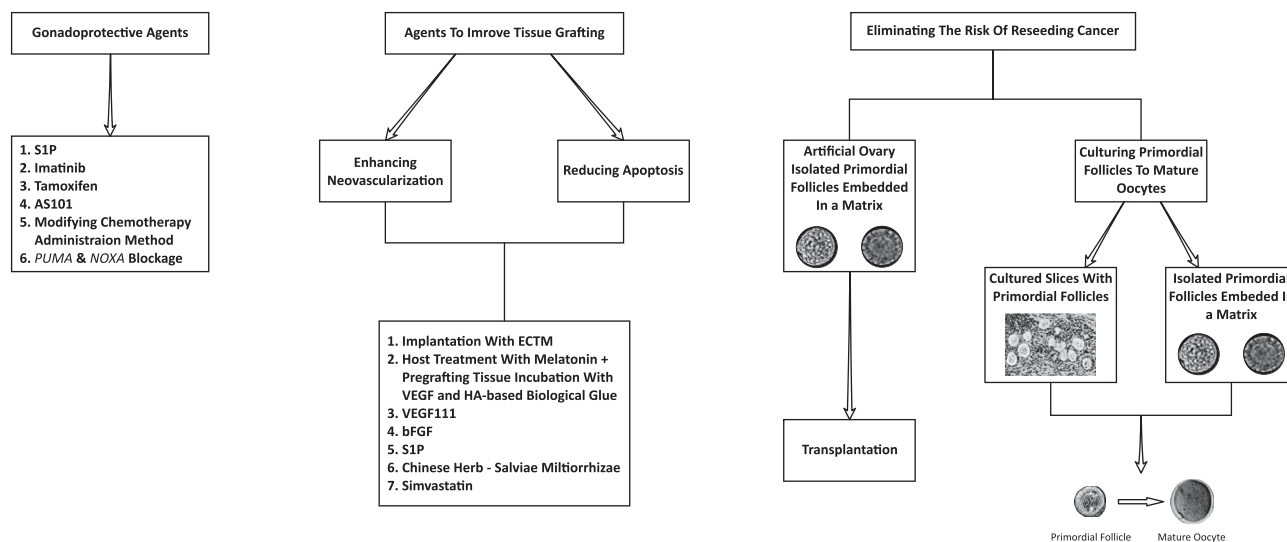 Gonadoprotective Agents
1. S1P
2. Imatinib
3. Tamoxifen
4. AS101
5. Modifying Chemotherapy
Administraion Method
6. PUMA & NOXA Blockage
Agents To Imrove Tissue Grafting
Enhancing
Neovascularization
Reducing Apoptosis
1. Implantation With ECTM
2. Host Treatment With Melatonin +
Pregrafting Tissue Incubation With
VEGF and HA-based Biological Glue
3. VEGF111
4. bFGF
5. S1P
6. Chinese Herb - Salviae Miltiorrhizae
7. Simvastatin
Eliminating The Risk Of Reseeding Cancer
Artificial Ovary
Isolated Primordial
Follicles Embedded
In a Matrix
Transplantation
Culturing Primordial
Follicles To Mature
Oocytes
Cultured Slices With
Primordial Follicles
Isolated Primordia
Follicles Embeded I
a Matrix
Primordial Follicle
Mature Oocyte